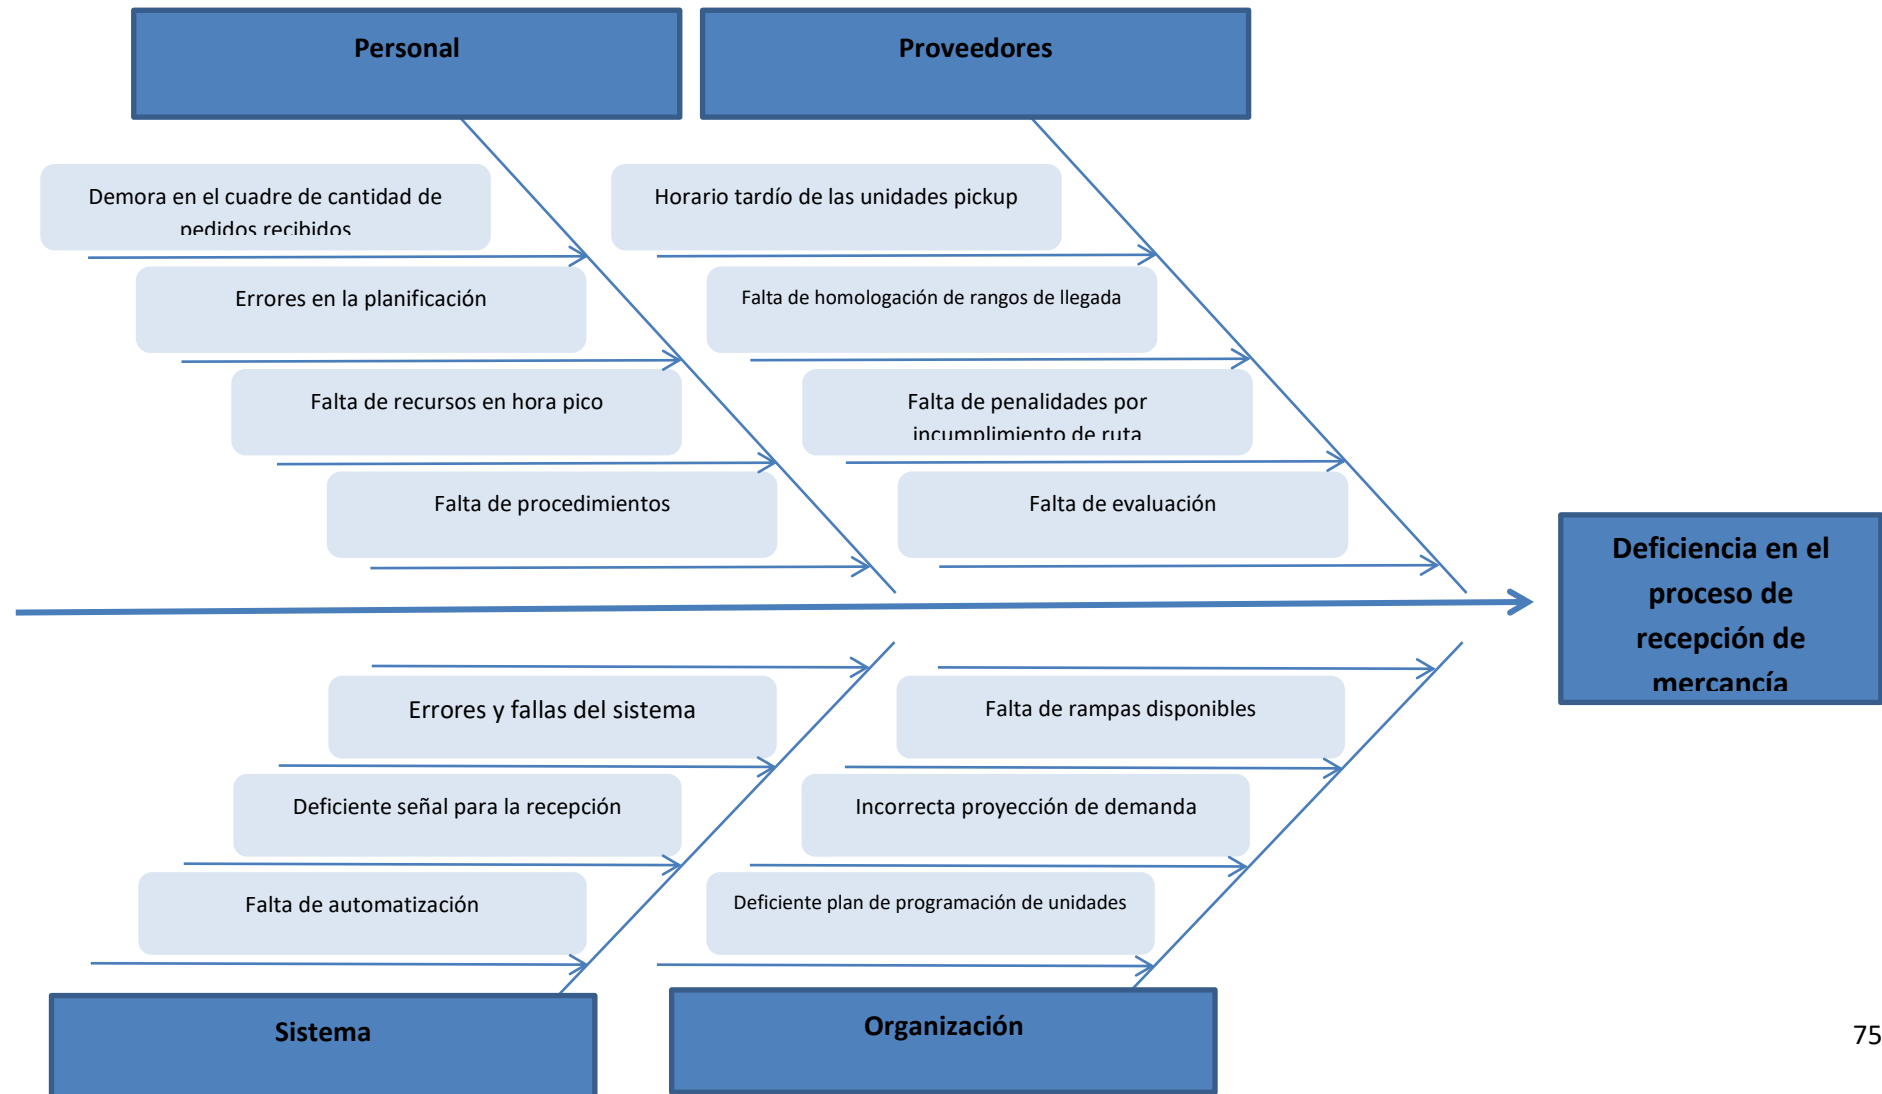 Personal
Proveedores
Demora en el cuadre de cantidad de
pedidos recibidos
Horario tardío de las unidades pickup
Errores en la planificación
Falta de homologación de rangos de llegada
Falta de recursos en hora pico
Falta de penalidades por
incumplimiento de ruta
Falta de procedimientos
Falta de evaluación
Deficiencia en el
proceso de
recepción de
mercancía
Errores y fallas del sistema
Falta de rampas disponibles
Deficiente señal para la recepción
Incorrecta proyección de demanda
Falta de automatización
Deficiente plan de programación de unidades
Sistema
Organización
75